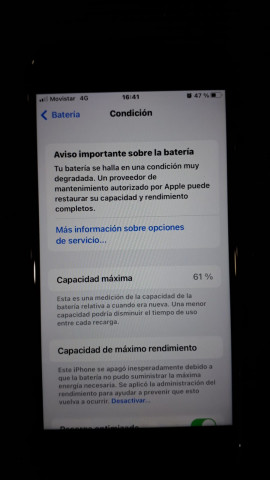 Movistar 4G 16:41 47 %
Batería Condición
Aviso importante sobre la batería
Tu batería se halla en una condición muy
degradada. Un proveedor de
mantenimiento autorizado por Apple puede
restaurar su capacidad y rendimiento
completos.
Más información sobre opciones
de servicio...
Capacidad máxima 61 %
Esta es una medición de la capacidad de la
batería relativa a cuando era nueva. Una menor
capacidad podría disminuir el tiempo de uso
entre cada recarga.
Capacidad de máximo rendimiento
Este iPhone se apagó inesperadamente debido a
que la batería no pudo suministrar la máxima
energía necesaria. Se aplicó la administración del
rendimiento para ayudar a prevenir que esto
vuelva a ocurrir. Desactivar...